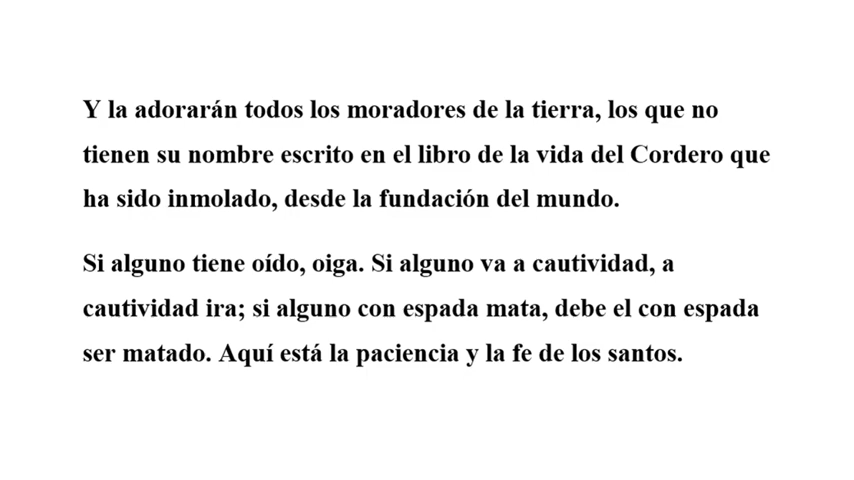 Y la adorarán todos los moradores de la tierra, los que no
tienen su nombre escrito en el libro de la vida del Cordero que
ha sido inmolado, desde la fundación del mundo.
Si alguno tiene oído, oiga. Si alguno va a cautividad, a
cautividad ira; si alguno con espada mata, debe el con espada
ser matado. Aquí está la paciencia y la fe de los santos.